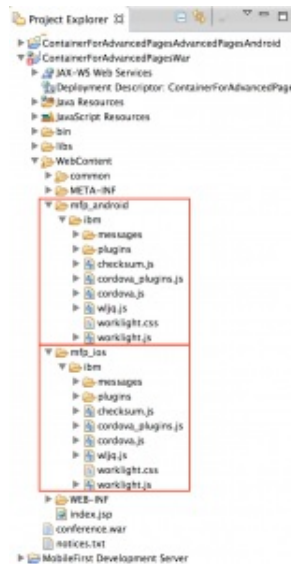 Project Explorer
ContainerForAdvancedPagesAdvancedPagesAndroid
ContainerForAdvancedPagesWar
JAX-WS Web Services
Deployment Descriptor: ContainerForAdvancedPage
Java Resources
JavaScript Resources
bin
libs
WebContent
common
META-INF
mfp_android
ibm
messages
plugins
checksum.js
cordova_plugins.js
cordova.js
wljq.js
worklight.css
worklight.js
mfp_ios
ibm
messages
plugins
checksum.js
cordova_plugins.js
cordova.js
wljq.js
worklight.css
worklight.js
WEB-INF
index.jsp
conference.war
notices.txt
MobileFirst Development Server